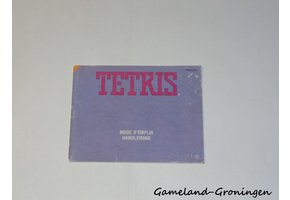 TETRIS
MODE D'EMPLOI
HANDLEIDING
Gameland-Groningen